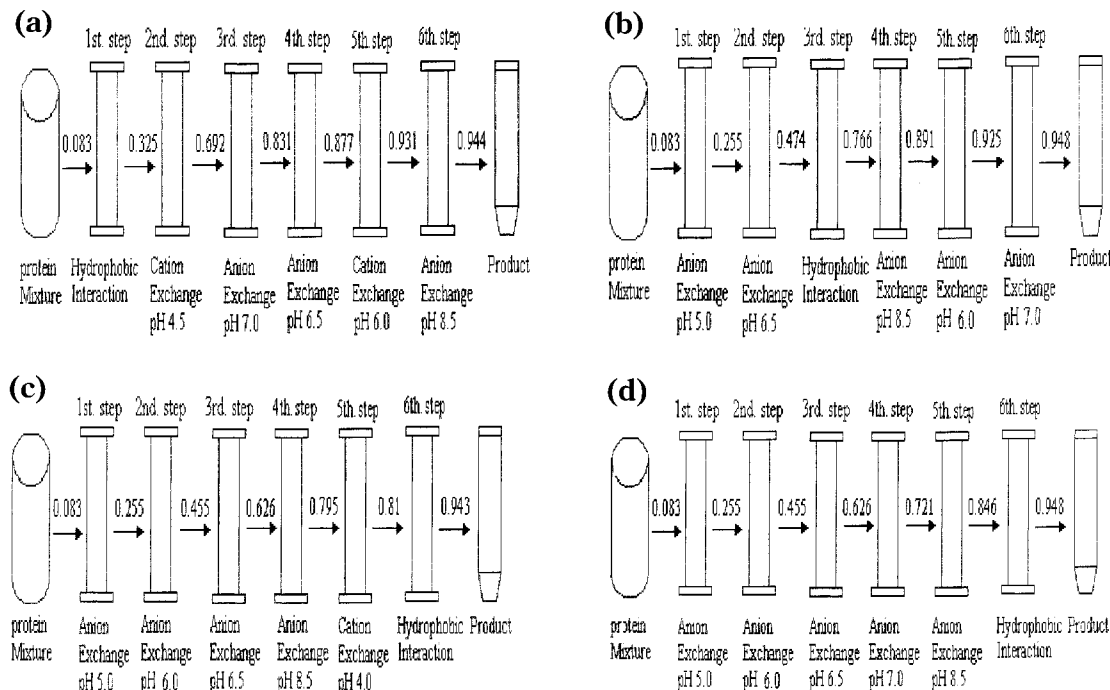 (a)
1st. step 2nd. step 3rd. step 4th. step 5th. step 6th. step
0.083 0.325 0.692 0.831 0.877 0.931 0.944
protein Mixture
Hydrophobic Interaction
Cation Exchange pH 4.5
Anion Exchange pH 7.0
Anion Exchange pH 6.5
Cation Exchange pH 6.0
Anion Exchange pH 8.5
Product
(b)
1st. step 2nd. step 3rd. step 4th. step 5th. step 6th. step
0.083 0.255 0.474 0.766 0.891 0.925 0.948
protein Mixture
Anion Exchange pH 5.0
Anion Exchange pH 6.5
Hydrophobic Interaction
Anion Exchange pH 8.5
Anion Exchange pH 6.0
Anion Exchange pH 7.0
Product
(c)
1st. step 2nd. step 3rd. step 4th. step 5th. step 6th. step
0.083 0.255 0.455 0.626 0.795 0.81 0.943
protein Mixture
Anion Exchange pH 5.0
Anion Exchange pH 6.0
Anion Exchange pH 6.5
Anion Exchange pH 8.5
Cation Exchange pH 4.0
Hydrophobic Interaction
Product
(d)
1st. step 2nd. step 3rd. step 4th. step 5th. step 6th. step
0.083 0.255 0.455 0.626 0.721 0.846 0.948
protein Mixture
Anion Exchange pH 5.0
Anion Exchange pH 6.0
Anion Exchange pH 6.5
Anion Exchange pH 7.0
Anion Exchange pH 8.5
Hydrophobic Interaction
Product